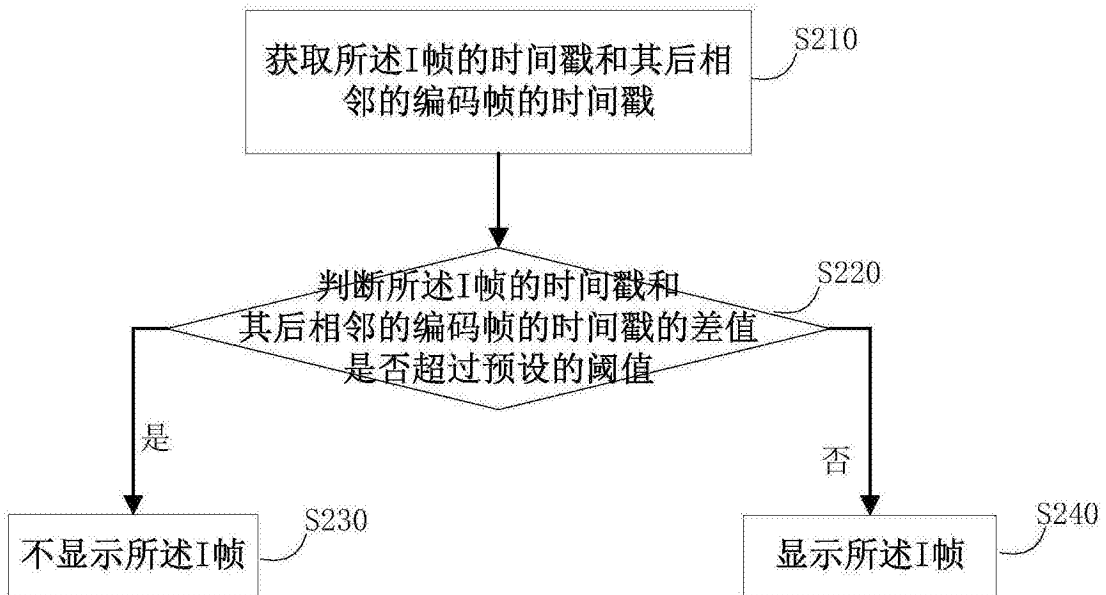 获取所述I帧的时间戳和其后相
邻的编码帧的时间戳
S210
判断所述I帧的时间戳和
其后相邻的编码帧的时间戳的差值
是否超过预设的阈值
S220
是
否
不显示所述I帧
S230
显示所述I帧
S240